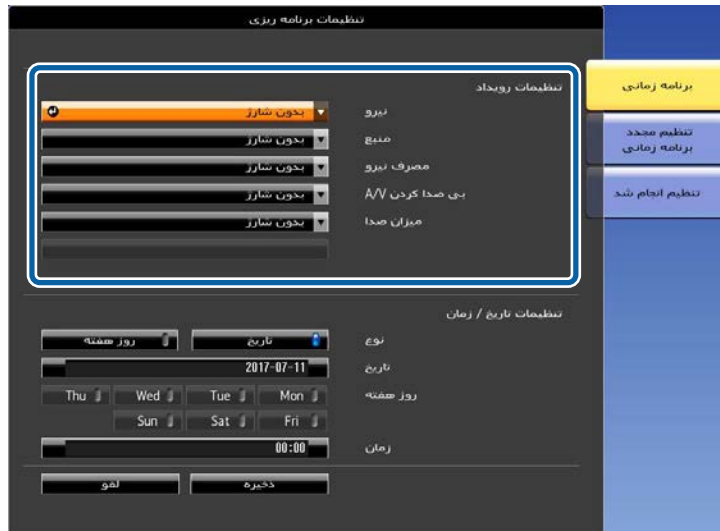 تنظیمات برنامه ریزی
برنامه زمانی
تنظیم مجدد
برنامه زمانی
تنظیم انجام شد
تنظیمات رویداد
نیرو بدون شارژ
منبع بدون شارژ
مصرف نیرو بدون شارژ
بی صدا کردن A/V بدون شارژ
میزان صدا بدون شارژ
تنظیمات تاریخ / زمان
نوع تاریخ روز هفته
تاریخ 2017-07-11
روز هفته Mon Tue Wed Thu
Fri Sat Sun
زمان 00:00
ذخیره لغو